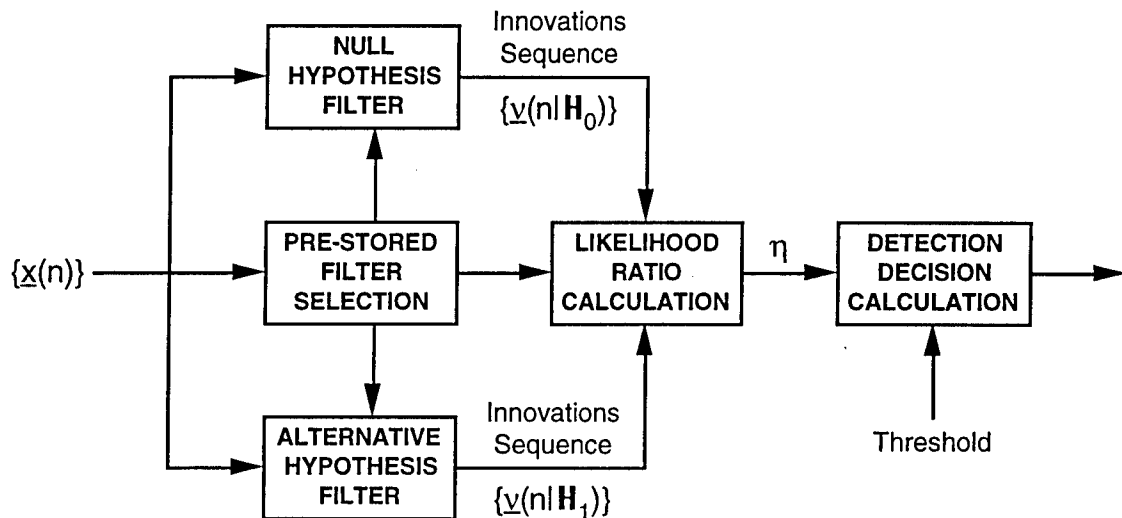 NULL
HYPOTHESIS
FILTER
Innovations
Sequence
{ν(n|H₀)}
{x(n)}
PRE-STORED
FILTER
SELECTION
LIKELIHOOD
RATIO
CALCULATION
η
DETECTION
DECISION
CALCULATION
ALTERNATIVE
HYPOTHESIS
FILTER
Innovations
Sequence
{ν(n|H₁)}
Threshold